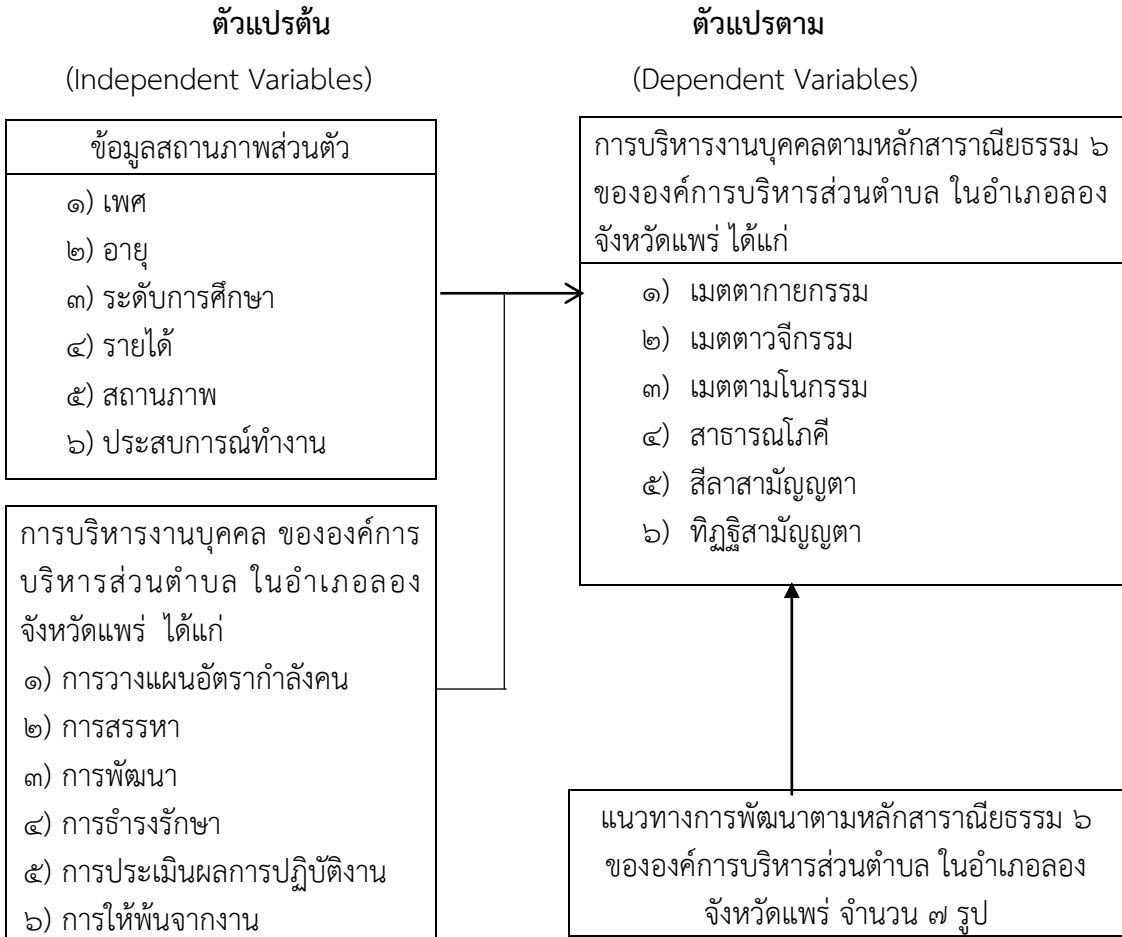 ตัวแปรต้น
(Independent Variables)
ข้อมูลสถานภาพส่วนตัว
๑) เพศ
๒) อายุ
๓) ระดับการศึกษา
๔) รายได้
๕) สถานภาพ
๖) ประสบการณ์ทำงาน
การบริหารงานบุคคล ขององค์การ
บริหารส่วนตำบล ในอำเภอลอง
จังหวัดแพร่ ได้แก่
๑) การวางแผนอัตรากำลังคน
๒) การสรรหา
๓) การพัฒนา
๔) การธำรงรักษา
๕) การประเมินผลการปฏิบัติงาน
๖) การให้พ้นจากงาน
ตัวแปรตาม
(Dependent Variables)
การบริหารงานบุคคลตามหลักสาราณียธรรม ๖
ขององค์การบริหารส่วนตำบล ในอำเภอลอง
จังหวัดแพร่ ได้แก่
๑) เมตตากายกรรม
๒) เมตตาวจีกรรม
๓) เมตตามโนกรรม
๔) สาธารณโภคี
๕) สีลาสามัญญตา
๖) ทิฏฐิสามัญญตา
แนวทางการพัฒนาตามหลักสาราณียธรรม ๖
ขององค์การบริหารส่วนตำบล ในอำเภอลอง
จังหวัดแพร่ จำนวน ๗ รูป